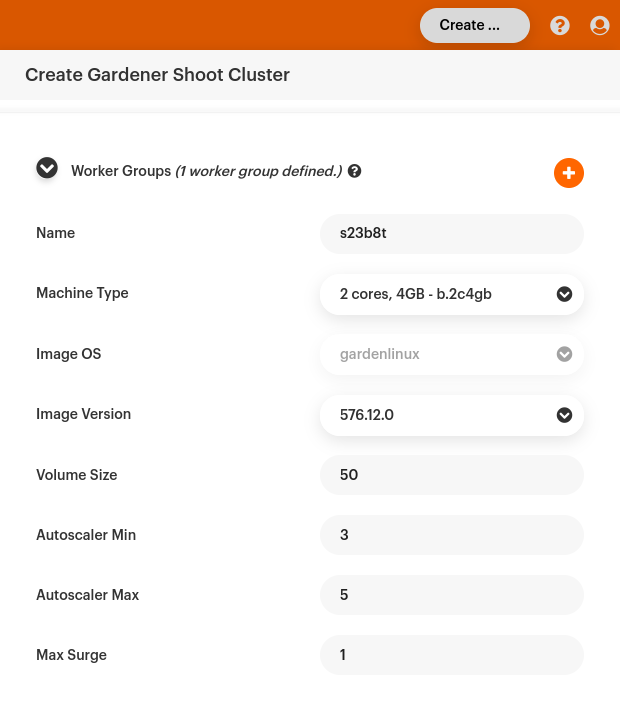 Create ...
Create Gardener Shoot Cluster
Worker Groups (1 worker group defined.)
Name s23b8t
Machine Type 2 cores, 4GB - b.2c4gb
Image OS gardenlinux
Image Version 576.12.0
Volume Size 50
Autoscaler Min 3
Autoscaler Max 5
Max Surge 1